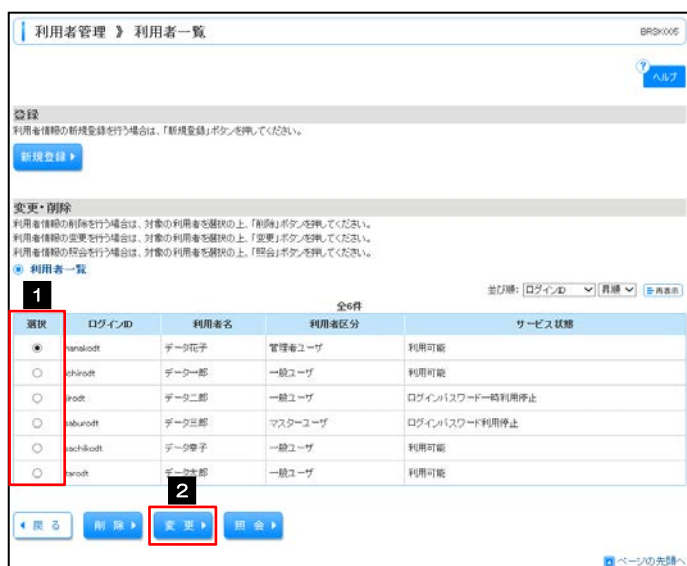 利用者管理 》 利用者一覧
BRSK005
?
ヘルプ
登録
利用者情報の新規登録を行う場合は、「新規登録」ボタンを押してください。
新規登録
変更・削除
利用者情報の削除を行う場合は、対象の利用者を選択の上、「削除」ボタンを押してください。
利用者情報の変更を行う場合は、対象の利用者を選択の上、「変更」ボタンを押してください。
利用者情報の照会を行う場合は、対象の利用者を選択の上、「照会」ボタンを押してください。
利用者一覧
1
並び順: ログインID 昇順 再表示
全6件
選択 ログインID 利用者名 利用者区分 サービス状態
hanakodt データ花子 管理者ユーザ 利用可能
ichirodt データ一郎 一般ユーザ 利用可能
jirodt データ二郎 一般ユーザ ログインパスワード一時利用停止
saburodt データ三郎 マスターユーザ ログインパスワード利用停止
sachikodt データ幸子 一般ユーザ 利用可能
tarodt データ太郎 一般ユーザ 利用可能
2
戻る 削除 変更 照会
ページの先頭へ